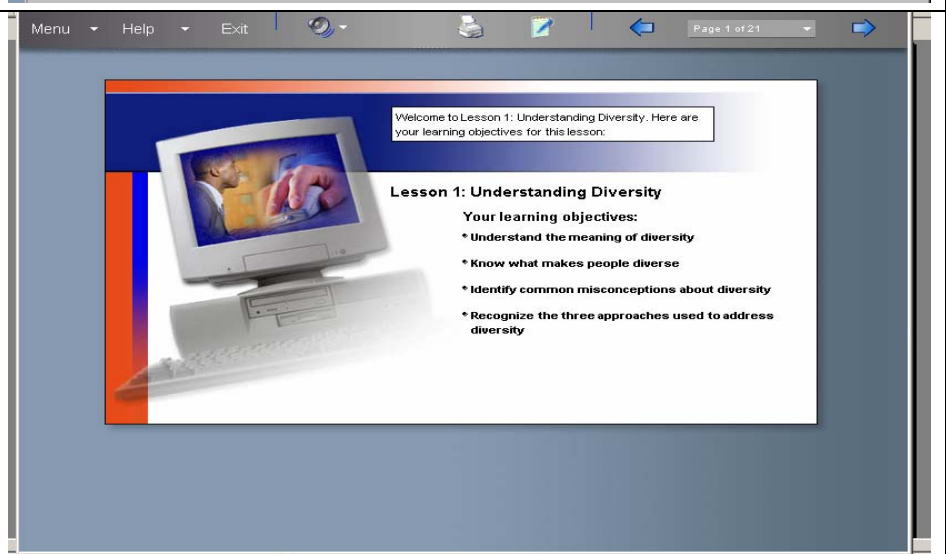 Menu Help Exit Page 1 of 21
Welcome to Lesson 1: Understanding Diversity. Here are
your learning objectives for this lesson:
Lesson 1: Understanding Diversity
Your learning objectives:
* Understand the meaning of diversity
* Know what makes people diverse
* Identify common misconceptions about diversity
* Recognize the three approaches used to address
diversity